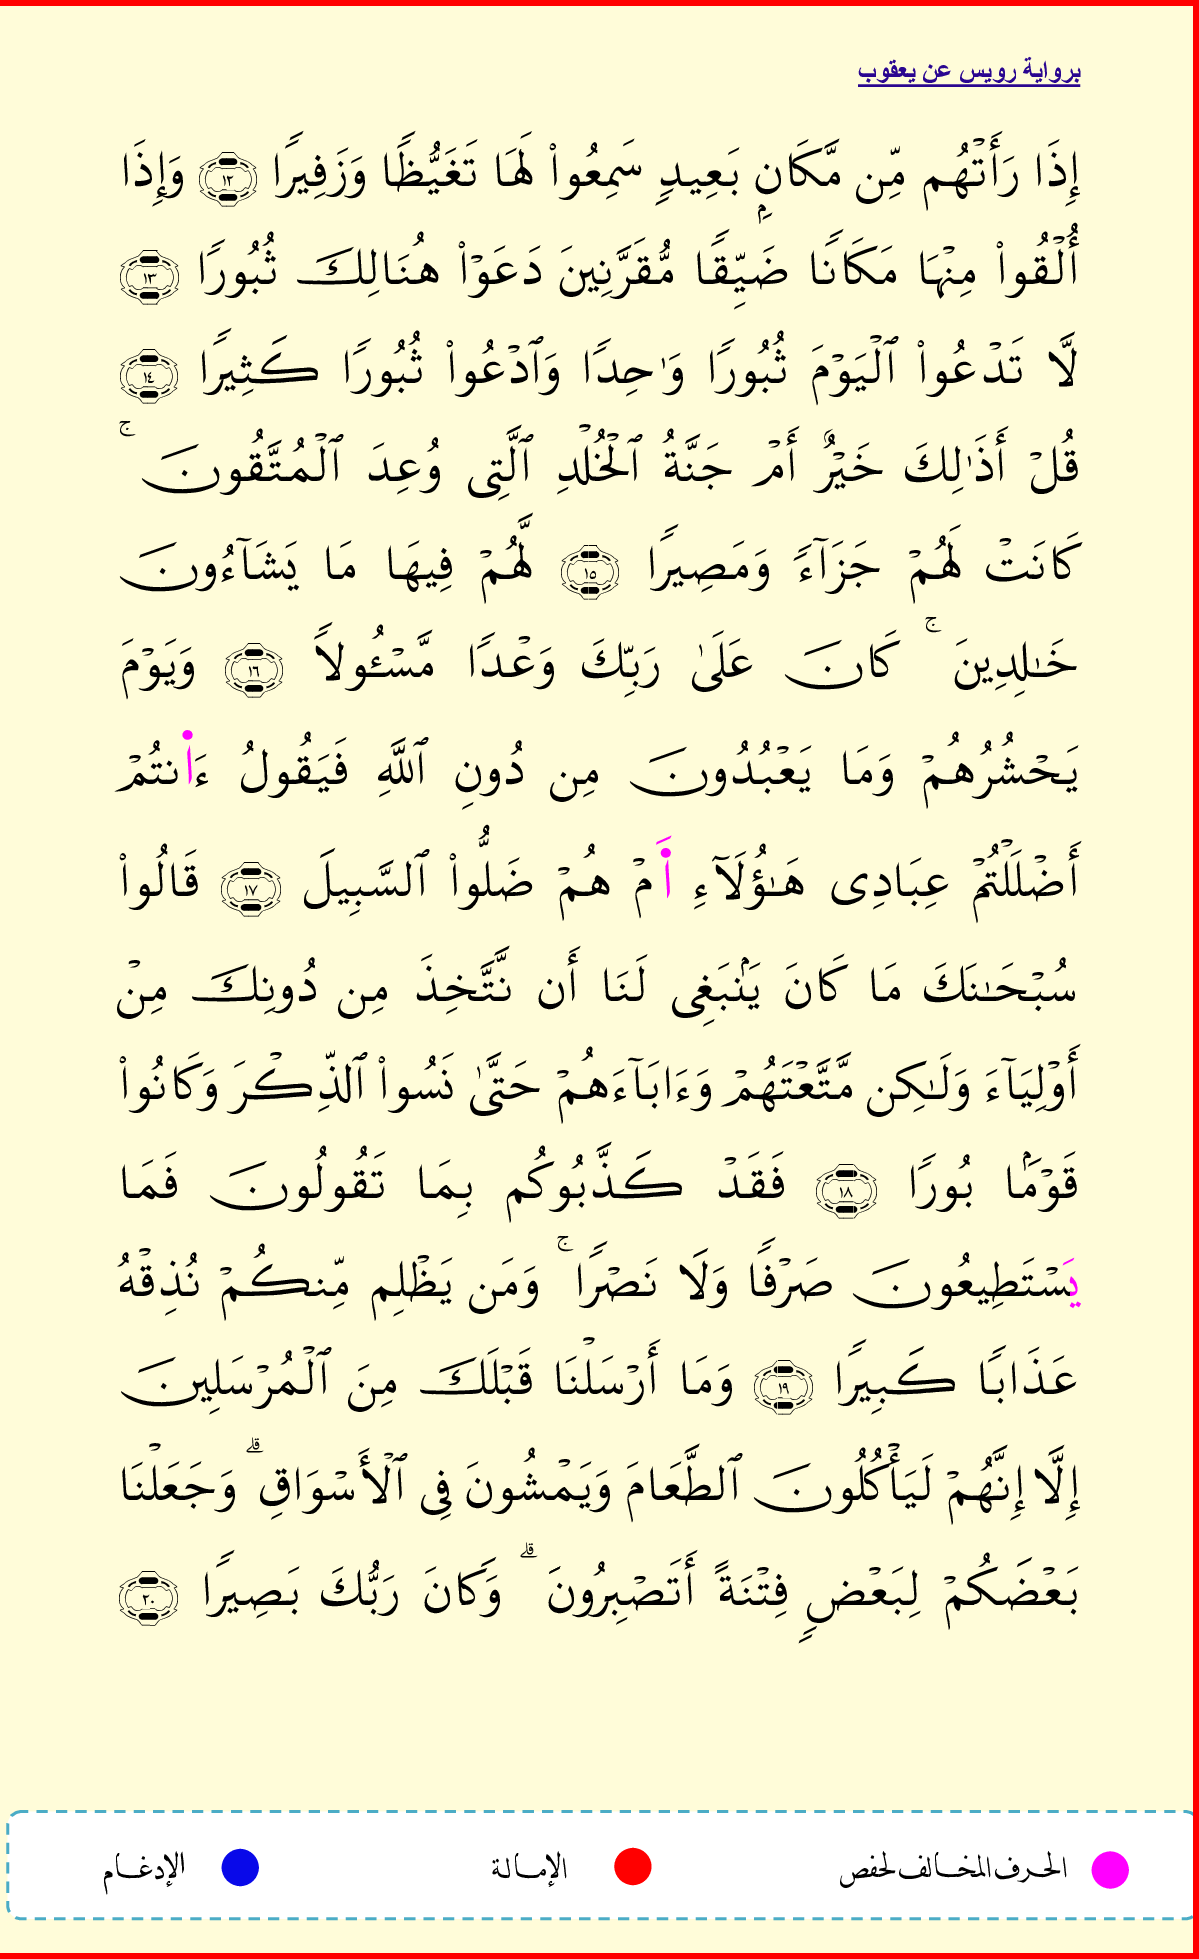 برواية رويس عن يعقوب
إِذَا رَأَتۡهُم مِّن مَّكَانِۭ بَعِيدٖ سَمِعُواْ لَهَا تَغَيُّظٗا وَزَفِيرٗا ١٢ وَإِذَا
أُلۡقُواْ مِنۡهَا مَكَانٗا ضَيِّقٗا مُّقَرَّنِينَ دَعَوۡاْ هُنَالِكَ ثُبُورٗا ١٣
لَّا تَدۡعُواْ ٱلۡيَوۡمَ ثُبُورٗا وَٰحِدٗا وَٱدۡعُواْ ثُبُورٗا كَثِيرٗا ١٤
قُلۡ أَذَٰلِكَ خَيۡرٌ أَمۡ جَنَّةُ ٱلۡخُلۡدِ ٱلَّتِى وُعِدَ ٱلۡمُتَّقُونَۚ
كَانَتۡ لَهُمۡ جَزَآءٗ وَمَصِيرٗا ١٥ لَّهُمۡ فِيهَا مَا يَشَآءُونَ
خَٰلِدِينَۚ كَانَ عَلَىٰ رَبِّكَ وَعۡدٗا مَّسۡـُٔولٗا ١٦ وَيَوۡمَ
يَحۡشُرُهُمۡ وَمَا يَعۡبُدُونَ مِن دُونِ ٱللَّهِ فَيَقُولُ ءَا۬نتُمۡ
أَضۡلَلۡتُمۡ عِبَادِى هَٰٓؤُلَآءِ اَ۬مۡ هُمۡ ضَلُّواْ ٱلسَّبِيلَ ١٧ قَالُواْ
سُبۡحَٰنَكَ مَا كَانَ يَنۢبَغِى لَنَا أَن نَّتَّخِذَ مِن دُونِكَ مِنۡ
أَوۡلِيَآءَ وَلَٰكِن مَّتَّعۡتَهُمۡ وَءَابَآءَهُمۡ حَتَّىٰ نَسُواْ ٱلذِّكۡرَ وَكَانُواْ
قَوۡمَۢا بُورٗا ١٨ فَقَدۡ كَذَّبُوكُم بِمَا تَقُولُونَ فَمَا
يَسۡتَطِيعُونَ صَرۡفٗا وَلَا نَصۡرٗاۚ وَمَن يَظۡلِم مِّنكُمۡ نُذِقۡهُ
عَذَابٗا كَبِيرٗا ١٩ وَمَا أَرۡسَلۡنَا قَبۡلَكَ مِنَ ٱلۡمُرۡسَلِينَ
إِلَّا إِنَّهُمۡ لَيَأۡكُلُونَ ٱلطَّعَامَ وَيَمۡشُونَ فِى ٱلۡأَسۡوَاقِۗ وَجَعَلۡنَا
بَعۡضَكُمۡ لِبَعۡضٖ فِتۡنَةً أَتَصۡبِرُونَۗ وَكَانَ رَبُّكَ بَصِيرٗا ٢٠
الحرف المخالف لحفص الإمالة الإدغام